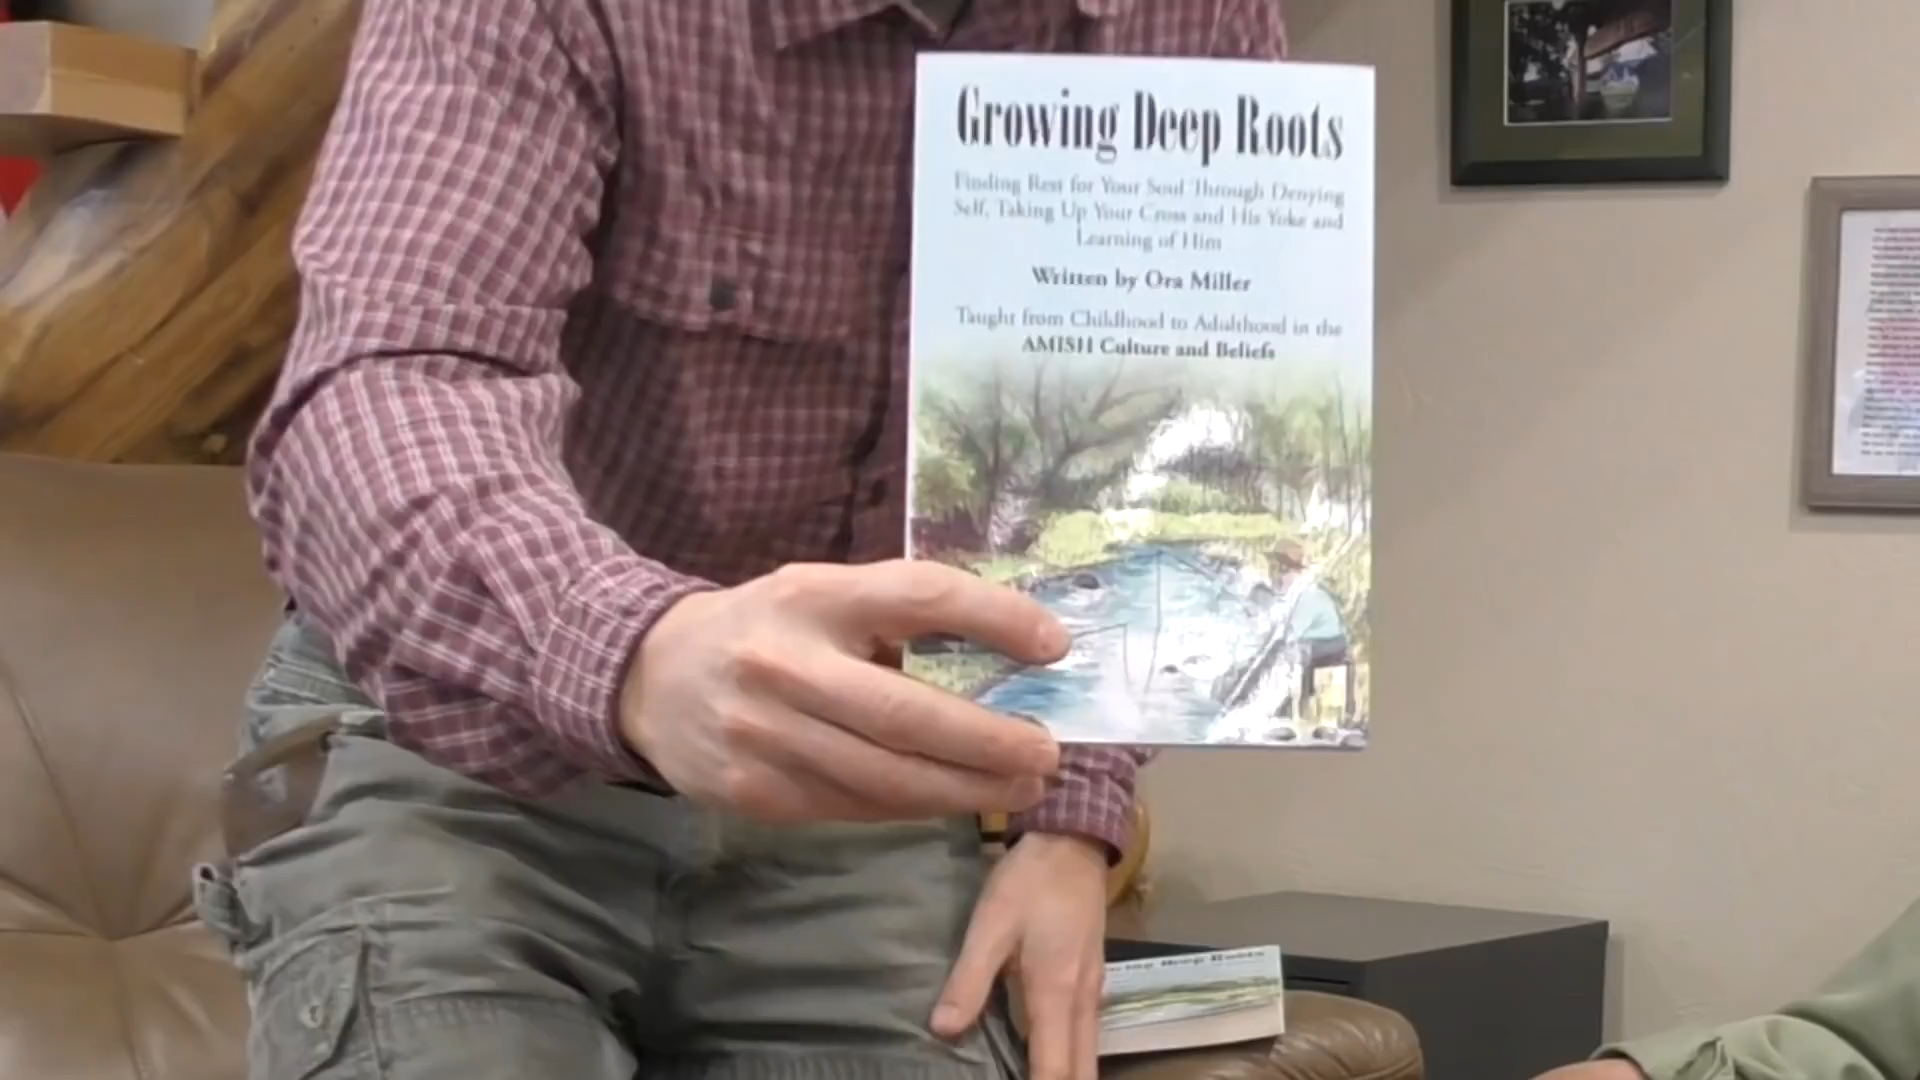 Growing Deep Roots
Finding Rest for Your Soul Through Denying
Self, Taking Up Your Cross and His Yoke and
Learning of Him
Written by Ora Miller
Taught from Childhood to Adulthood in the
AMISH Culture and Beliefs